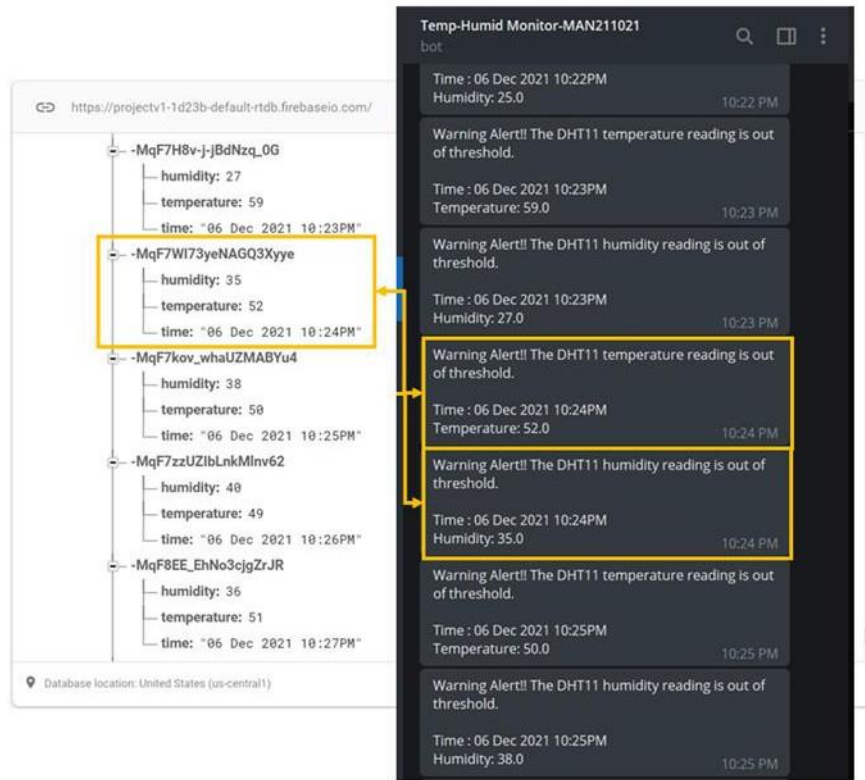 https://projectv1-1d23b-default-rtdb.firebaseio.com/
-MqF7H8v-j-jBdNzq_0G
humidity: 27
temperature: 59
time: "06 Dec 2021 10:23PM"
-MqF7WI73yeNAGQ3Xyye
humidity: 35
temperature: 52
time: "06 Dec 2021 10:24PM"
-MqF7kov_whaUZMABYu4
humidity: 38
temperature: 50
time: "06 Dec 2021 10:25PM"
-MqF7zzUZIbLnkMlnv62
humidity: 40
temperature: 49
time: "06 Dec 2021 10:26PM"
-MqF8EE_EhNo3cjgZrJR
humidity: 36
temperature: 51
time: "06 Dec 2021 10:27PM"
Database location: United States (us-central1)
Temp-Humid Monitor-MAN211021
bot
Time : 06 Dec 2021 10:22PM
Humidity: 25.0
10:22 PM
Warning Alert!! The DHT11 temperature reading is out
of threshold.
Time : 06 Dec 2021 10:23PM
Temperature: 59.0
10:23 PM
Warning Alert!! The DHT11 humidity reading is out of
threshold.
Time : 06 Dec 2021 10:23PM
Humidity: 27.0
10:23 PM
Warning Alert!! The DHT11 temperature reading is out
of threshold.
Time : 06 Dec 2021 10:24PM
Temperature: 52.0
10:24 PM
Warning Alert!! The DHT11 humidity reading is out of
threshold.
Time : 06 Dec 2021 10:24PM
Humidity: 35.0
10:24 PM
Warning Alert!! The DHT11 temperature reading is out
of threshold.
Time : 06 Dec 2021 10:25PM
Temperature: 50.0
10:25 PM
Warning Alert!! The DHT11 humidity reading is out of
threshold.
Time : 06 Dec 2021 10:25PM
Humidity: 38.0
10:25 PM